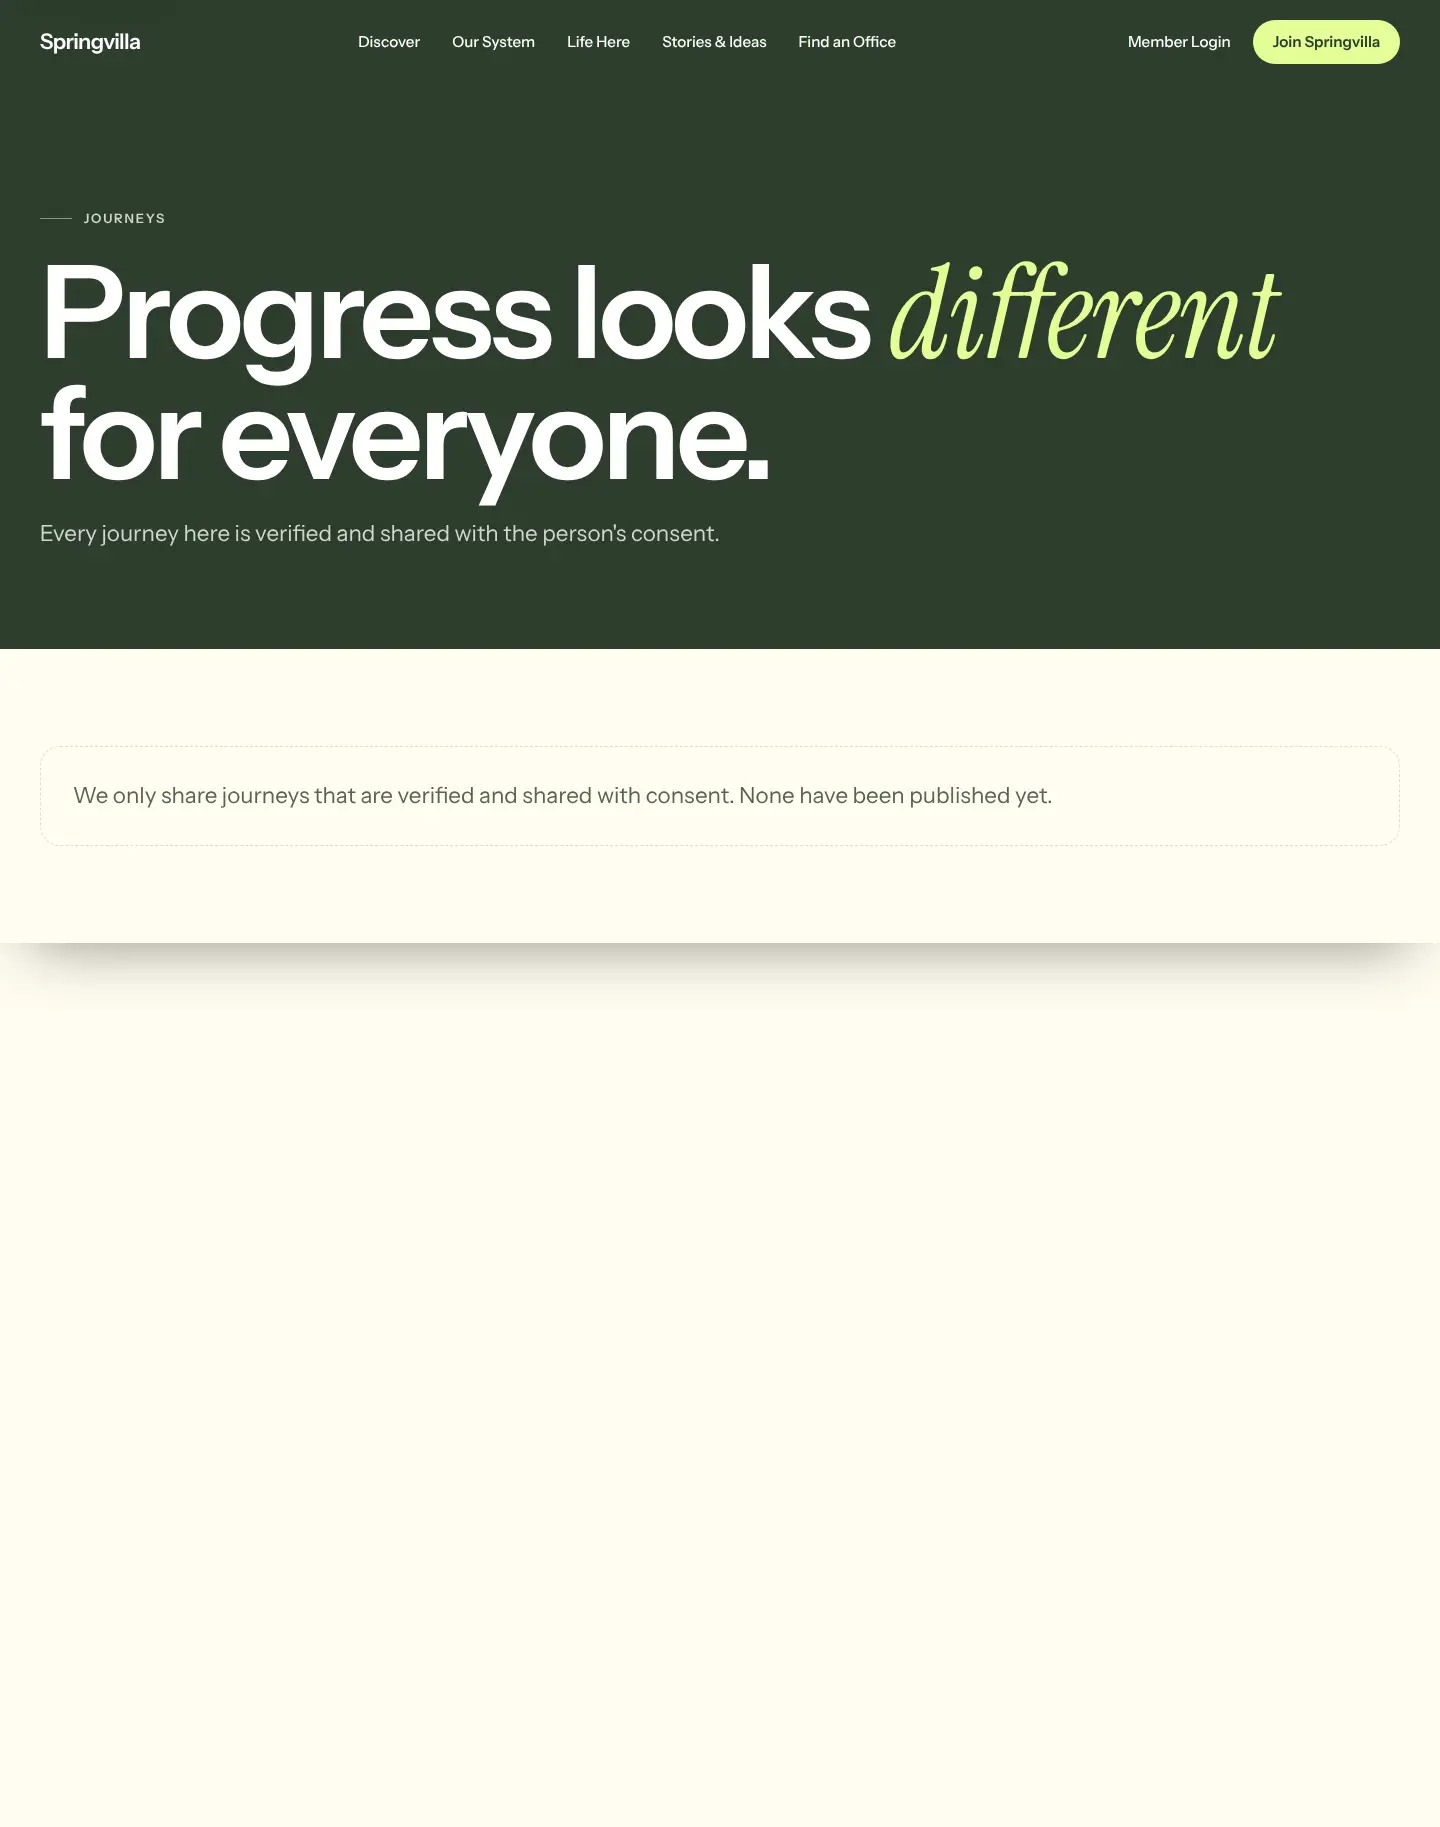 Springvilla
Discover
Our System
Life Here
Stories & Ideas
Find an Office
Member Login
Join Springvilla
JOURNEYS
Progress looks different
for everyone.
Every journey here is verified and shared with the person's consent.
We only share journeys that are verified and shared with consent. None have been published yet.